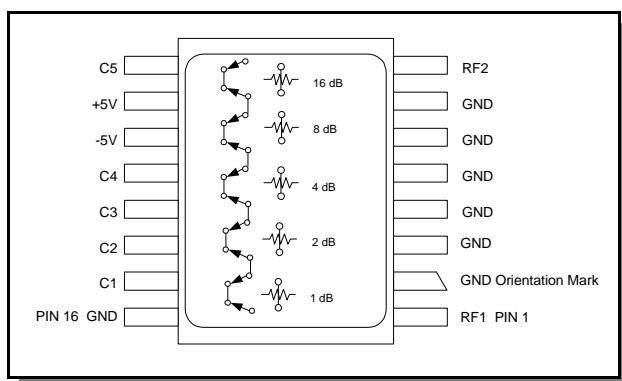 C5
+5V
-5V
C4
C3
C2
C1
PIN 16 GND
16 dB
8 dB
4 dB
2 dB
1 dB
RF2
GND
GND
GND
GND
GND
GND Orientation Mark
RF1 PIN 1